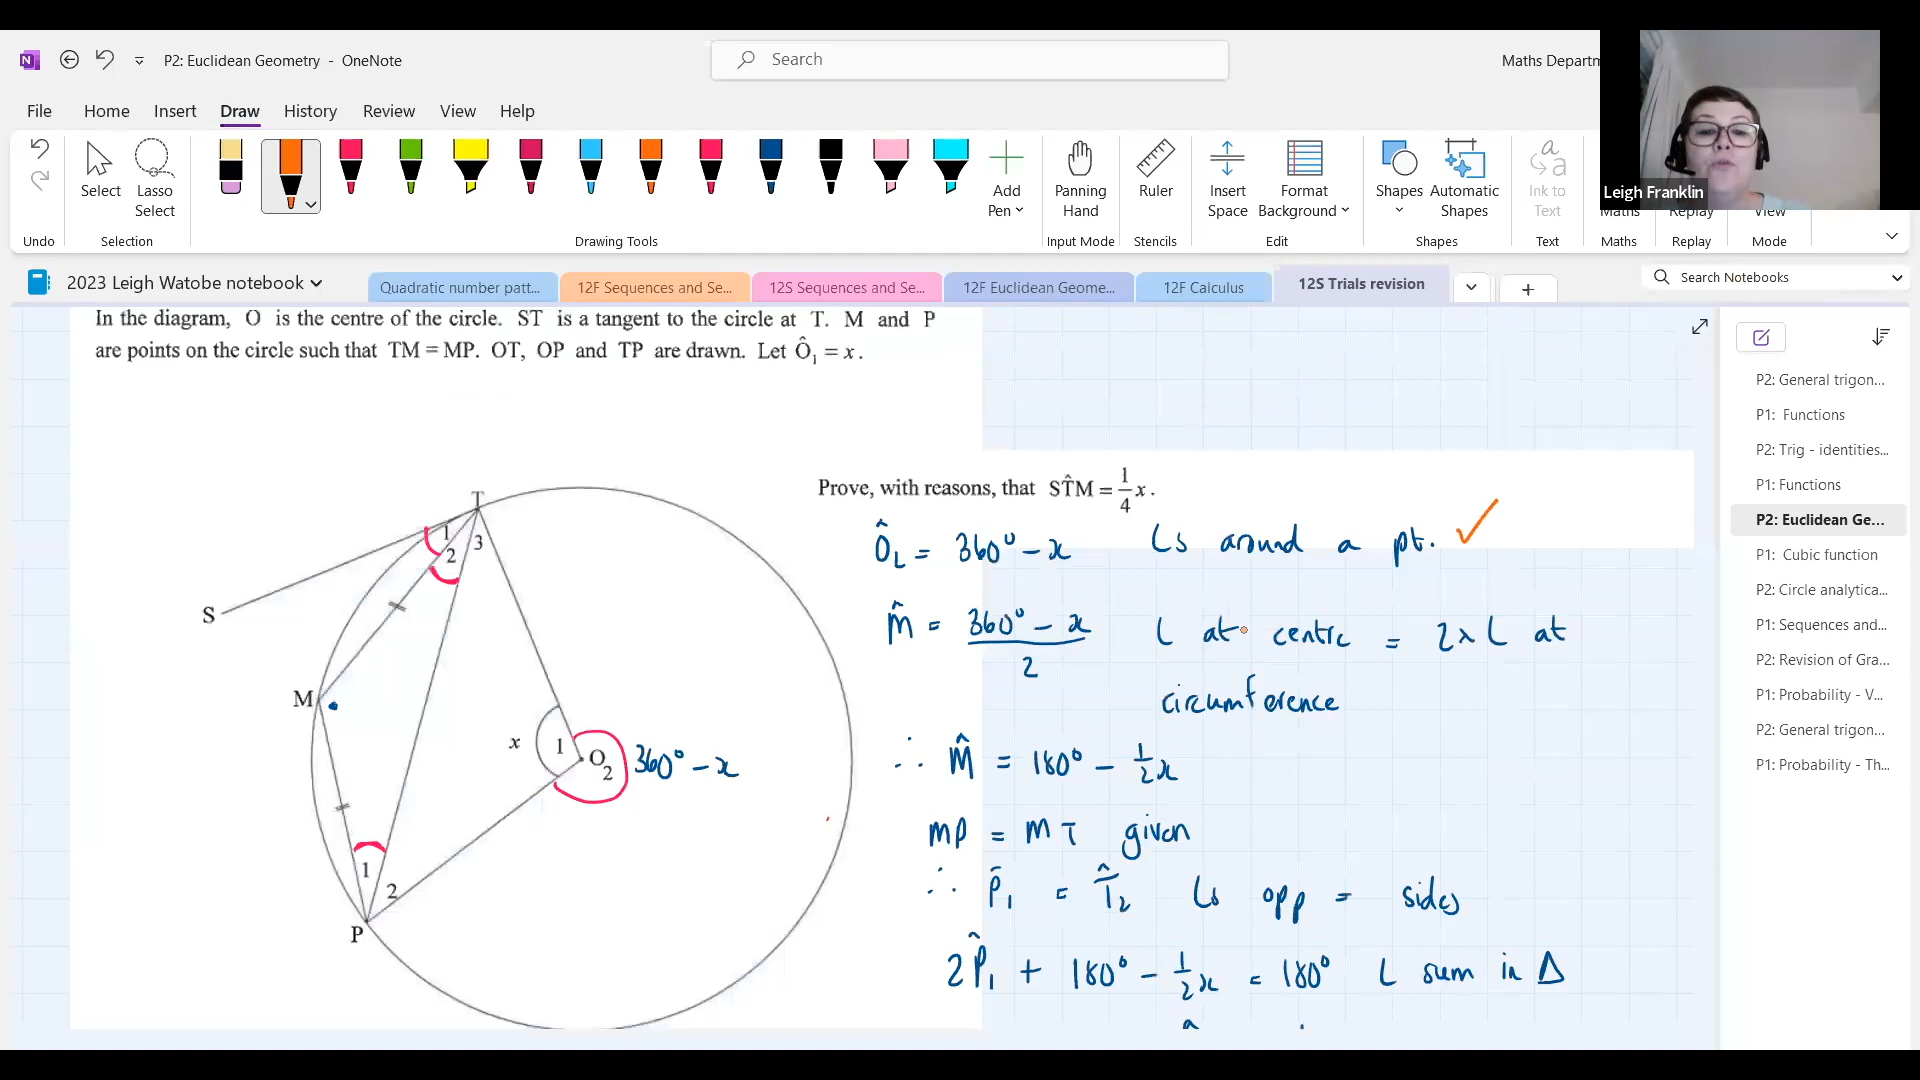 P2: Euclidean Geometry - OneNote
Search
Maths Departm
File Home Insert Draw History Review View Help
Select
Lasso Select
Add Pen
Panning Hand
Ruler
Insert Space
Format Background
Shapes
Automatic Shapes
Ink to Text
Maths
Replay
View
Leigh Franklin
Undo Selection Drawing Tools Input Mode Stencils Edit Shapes Text Maths Replay Mode
2023 Leigh Watobe notebook
Quadratic number patt... 12F Sequences and Se... 12S Sequences and Se... 12F Euclidean Geome... 12F Calculus 12S Trials revision
Search Notebooks
In the diagram, O is the centre of the circle. ST is a tangent to the circle at T. M and P
are points on the circle such that TM = MP. OT, OP and TP are drawn. Let Ô₁ = x.
Prove, with reasons, that ST̂M = 1/4 x.
T
1
2
3
S
M
x
1
O
2
360° - x
1
2
P
Ô₂ = 360° - x ∠s around a pt. ✓
M̂ = (360° - x)/2 ∠ at centre = 2 x ∠ at
circumference
∴ M̂ = 180° - 1/2 x
MP = MT given
∴ P̂₁ = T̂₂ ∠s opp = sides
2P̂₁ + 180° - 1/2 x = 180° ∠ sum in Δ
P2: General trigon...
P1: Functions
P2: Trig - identities...
P1: Functions
P2: Euclidean Ge...
P1: Cubic function
P2: Circle analytica...
P1: Sequences and...
P2: Revision of Gra...
P1: Probability - V...
P2: General trigon...
P1: Probability - Th...